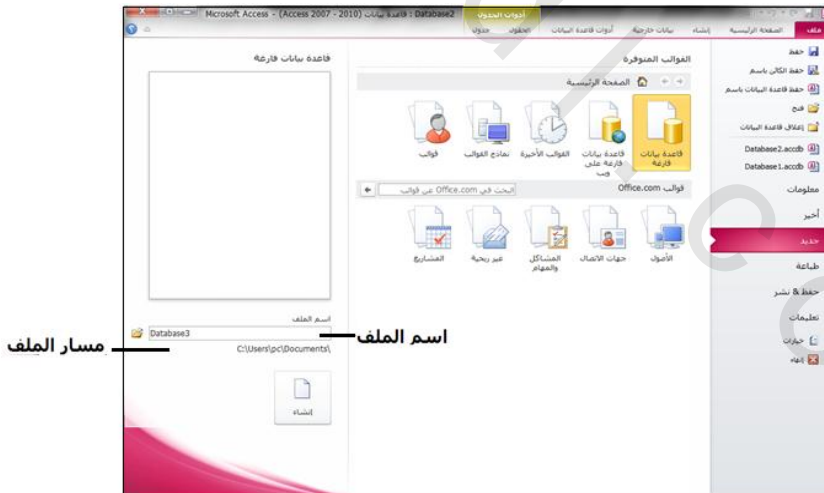 Microsoft Access - (Access 2007 - 2010) قاعدة بيانات : Database2
أدوات الجدول
ملف الصفحة الرئيسية إنشاء بيانات خارجية أدوات قاعدة البيانات الحقول جدول
حفظ
حفظ الكائن باسم
حفظ قاعدة البيانات باسم
فتح
إغلاق قاعدة البيانات
Database2.accdb
Database1.accdb
معلومات
أخير
جديد
طباعة
حفظ & نشر
تعليمات
خيارات
إنهاء
القوالب المتوفرة
الصفحة الرئيسية
قاعدة بيانات فارغة
قاعدة بيانات فارغة على ويب
القوالب الأخيرة
نماذج القوالب
قوالب
قوالب Office.com
البحث في Office.com عن قوالب
الأصول
جهات الاتصال
المشاكل والمهام
غير ربحية
المشاريع
قاعدة بيانات فارغة
اسم الملف
Database3
C:\Users\pc\Documents\
إنشاء
اسم الملف
مسار الملف